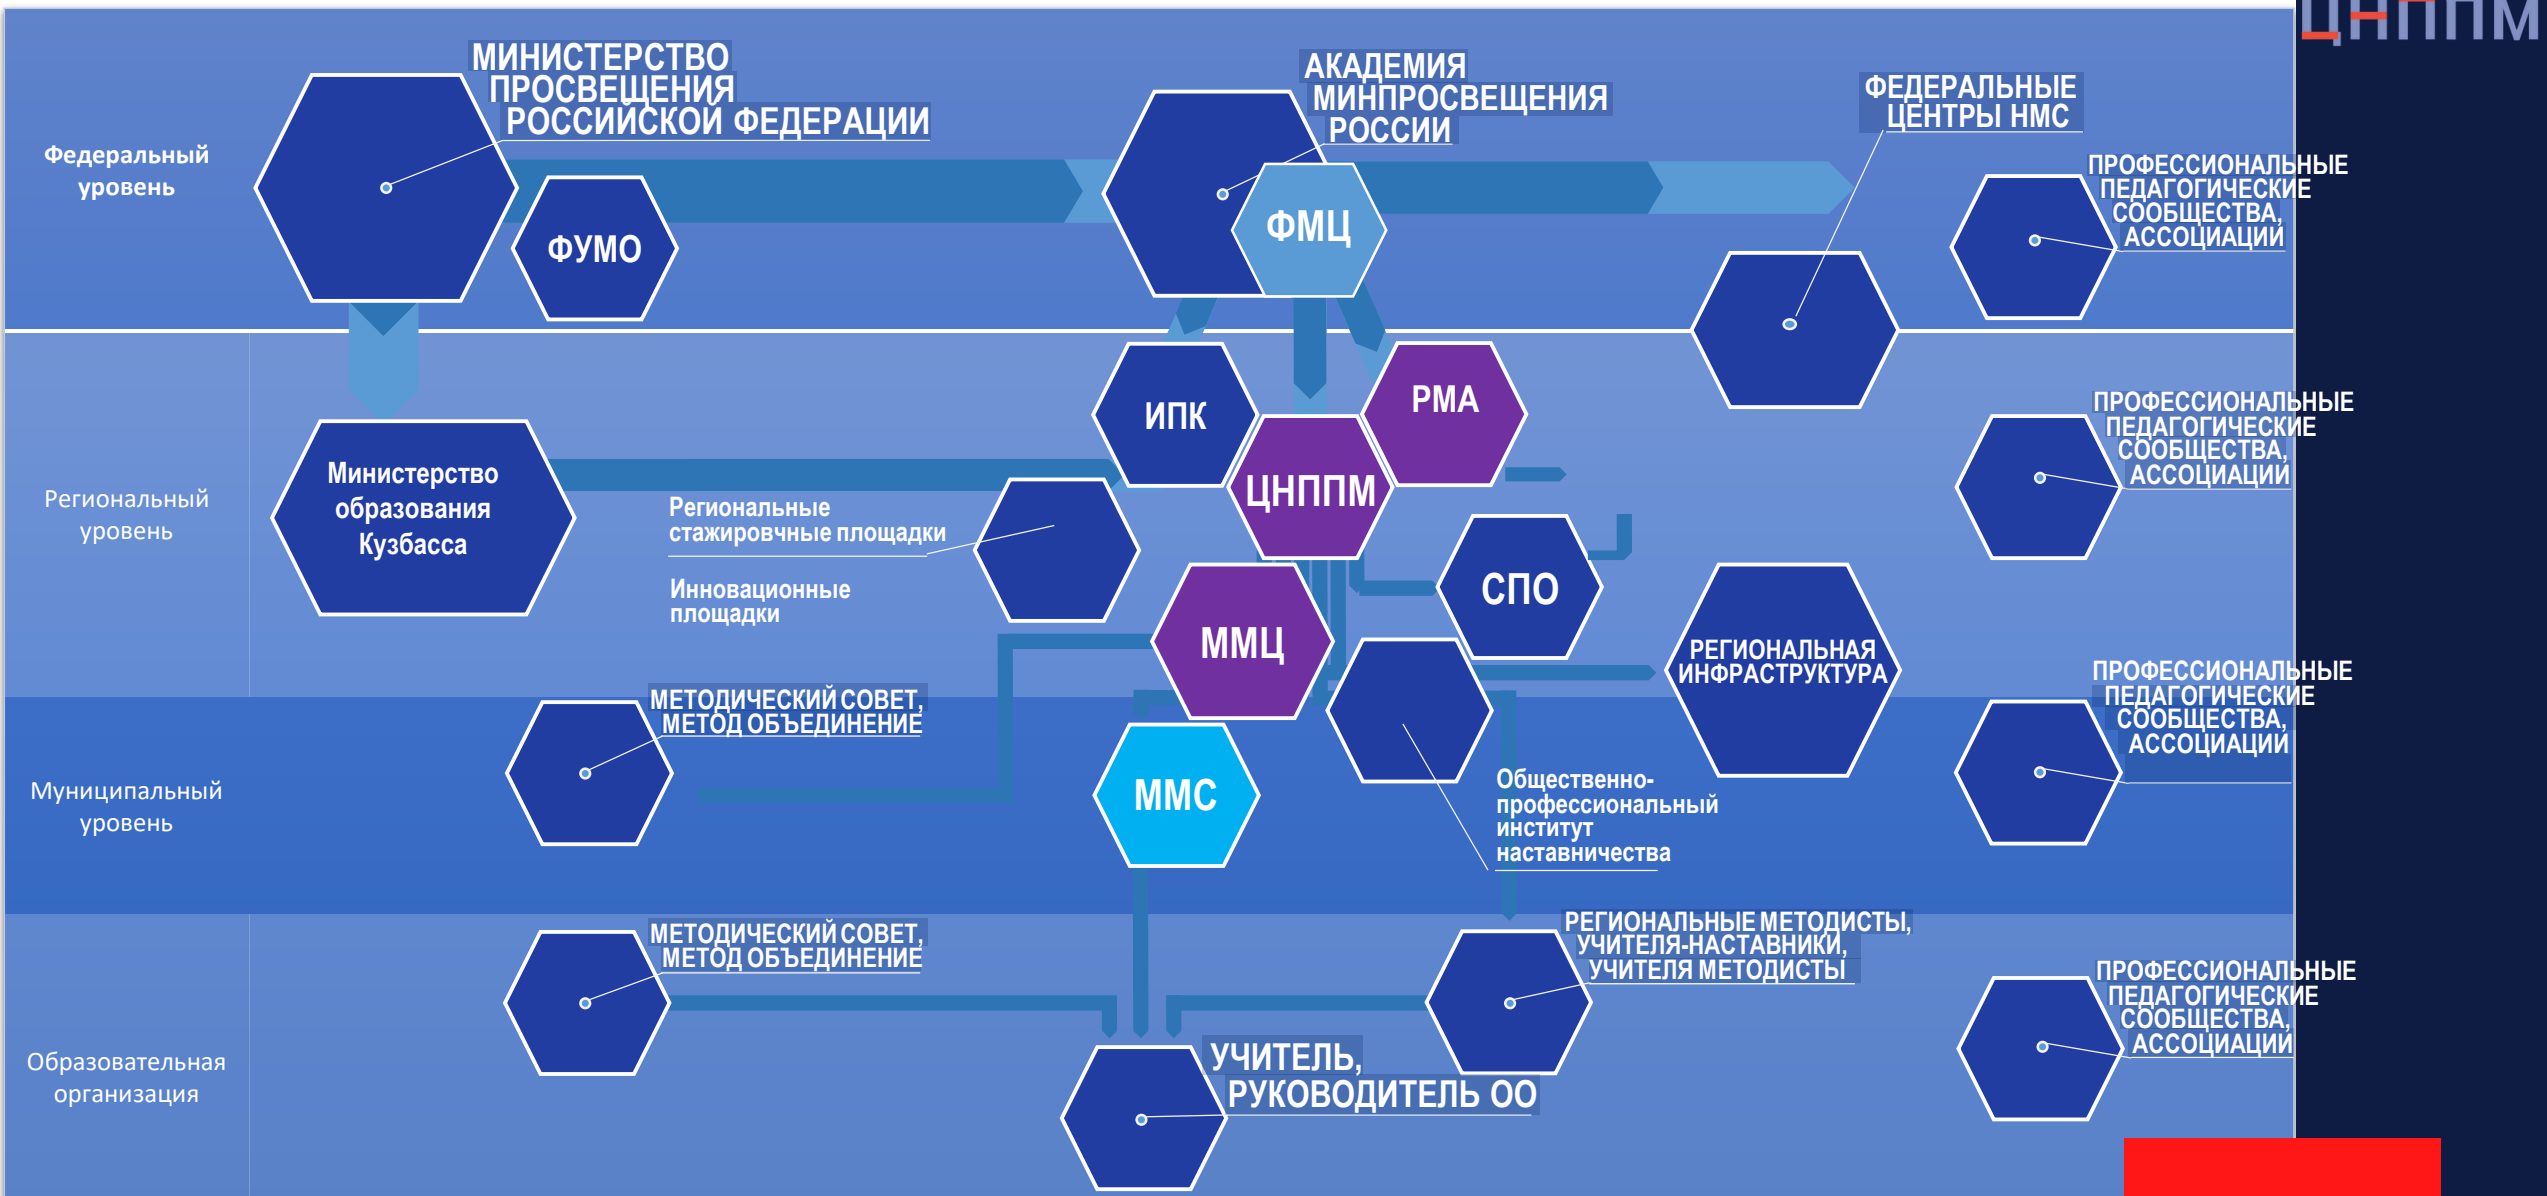 ЦНППМ
МИНИСТЕРСТВО
ПРОСВЕЩЕНИЯ
РОССИЙСКОЙ ФЕДЕРАЦИИ
АКАДЕМИЯ
МИНПРОСВЕЩЕНИЯ
РОССИИ
ФЕДЕРАЛЬНЫЕ
ЦЕНТРЫ НМС
Федеральный
уровень
ФУМО
ФМЦ
ПРОФЕССИОНАЛЬНЫЕ
ПЕДАГОГИЧЕСКИЕ
СООБЩЕСТВА,
АССОЦИАЦИИ
Региональный
уровень
Министерство
образования
Кузбасса
ИПК
РМА
ЦНППМ
Региональные
стажировчные площадки
Инновационные
площадки
СПО
ММЦ
РЕГИОНАЛЬНАЯ
ИНФРАСТРУКТУРА
ПРОФЕССИОНАЛЬНЫЕ
ПЕДАГОГИЧЕСКИЕ
СООБЩЕСТВА,
АССОЦИАЦИИ
Муниципальный
уровень
МЕТОДИЧЕСКИЙ СОВЕТ,
МЕТОД ОБЪЕДИНЕНИЕ
ММС
Общественно-
профессиональный
институт
наставничества
ПРОФЕССИОНАЛЬНЫЕ
ПЕДАГОГИЧЕСКИЕ
СООБЩЕСТВА,
АССОЦИАЦИИ
Образовательная
организация
МЕТОДИЧЕСКИЙ СОВЕТ,
МЕТОД ОБЪЕДИНЕНИЕ
РЕГИОНАЛЬНЫЕ МЕТОДИСТЫ,
УЧИТЕЛЯ-НАСТАВНИКИ,
УЧИТЕЛЯ МЕТОДИСТЫ
УЧИТЕЛЬ,
РУКОВОДИТЕЛЬ ОО
ПРОФЕССИОНАЛЬНЫЕ
ПЕДАГОГИЧЕСКИЕ
СООБЩЕСТВА,
АССОЦИАЦИИ